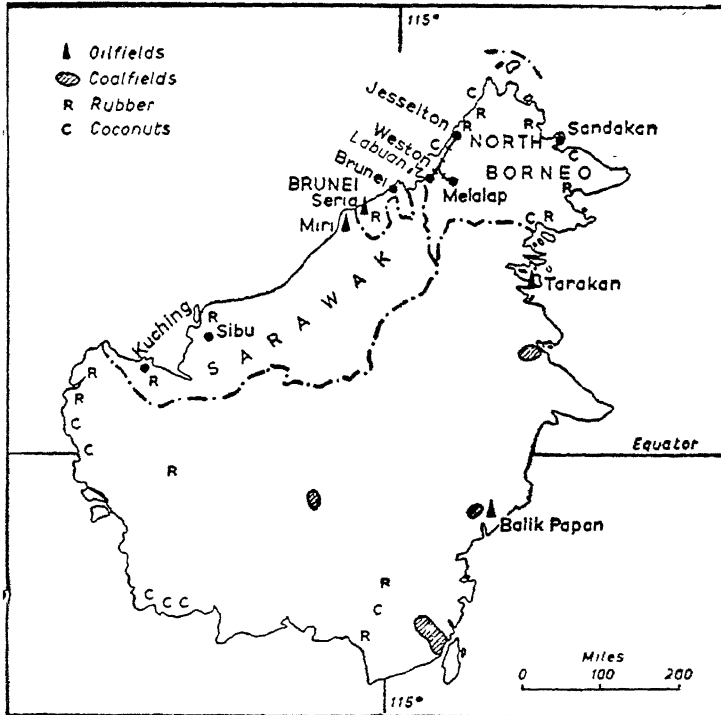 115°
Oilfields
Coalfields
R Rubber
C Coconuts
C
R
R
R
Jesselton
C
NORTH
Sandakan
C
Weston
Labuan
BORNEO
Brunei
Melalap
R
BRUNEI
Seria
R
Miri
C R
Tarakan
SARAWAK
Kuching
R
Sibu
R
R
R
C
C
Equator
R
Balik Papan
C C C
R
C
R
Miles
0 100 200
115°